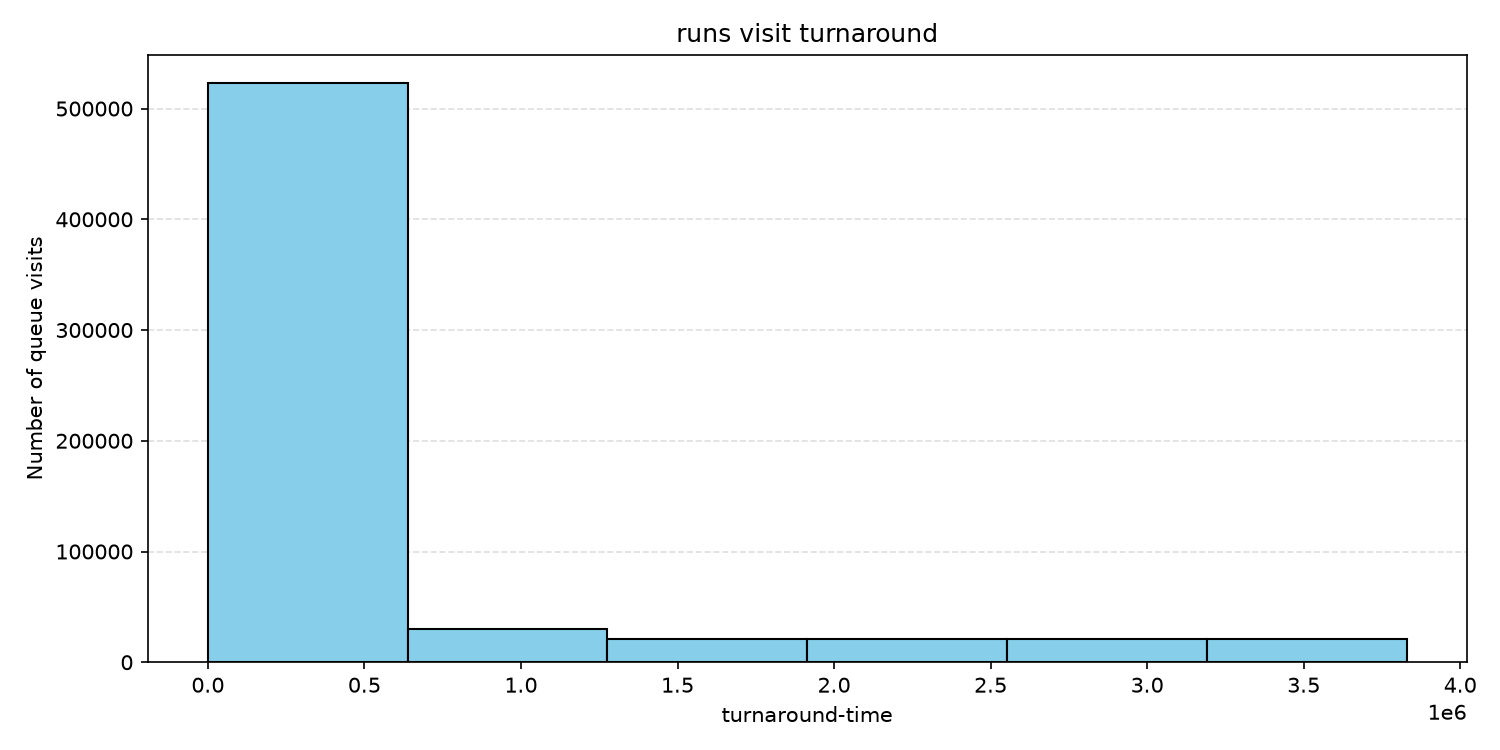 runs visit turnaround
Number of queue visits
500000
400000
300000
200000
100000
0
0.0 0.5 1.0 1.5 2.0 2.5 3.0 3.5 4.0
1e6
turnaround-time